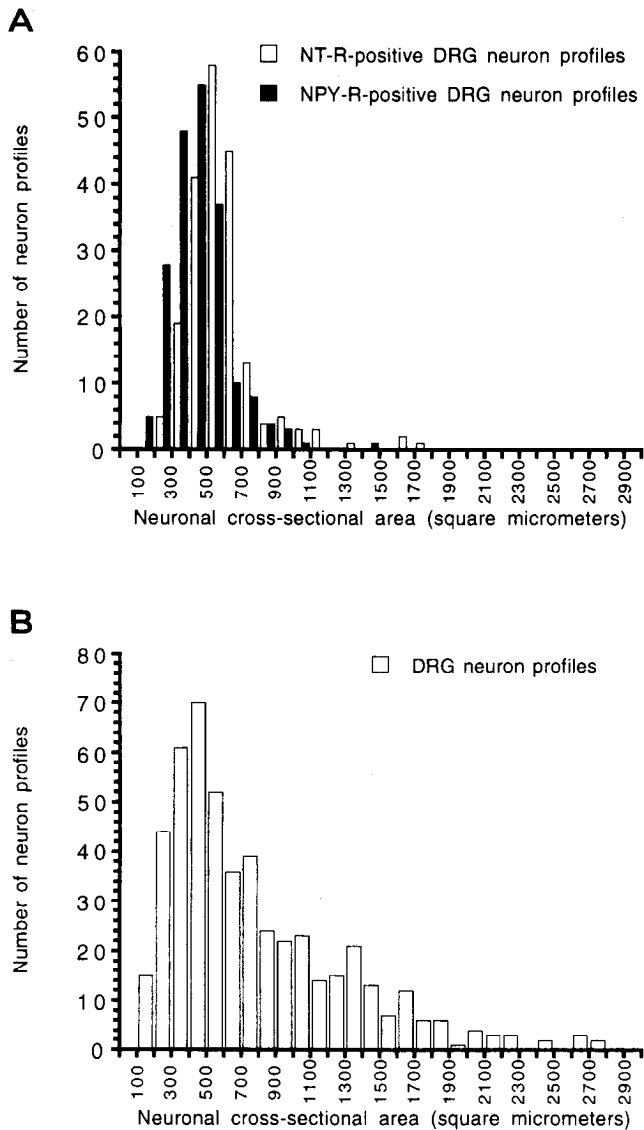 A
60
50
40
30
20
10
0
Number of neuron profiles
NT-R-positive DRG neuron profiles
NPY-R-positive DRG neuron profiles
100 300 500 700 900 1100 1300 1500 1700 1900 2100 2300 2500 2700 2900
Neuronal cross-sectional area (square micrometers)
B
80
70
60
50
40
30
20
10
0
Number of neuron profiles
DRG neuron profiles
100 300 500 700 900 1100 1300 1500 1700 1900 2100 2300 2500 2700 2900
Neuronal cross-sectional area (square micrometers)